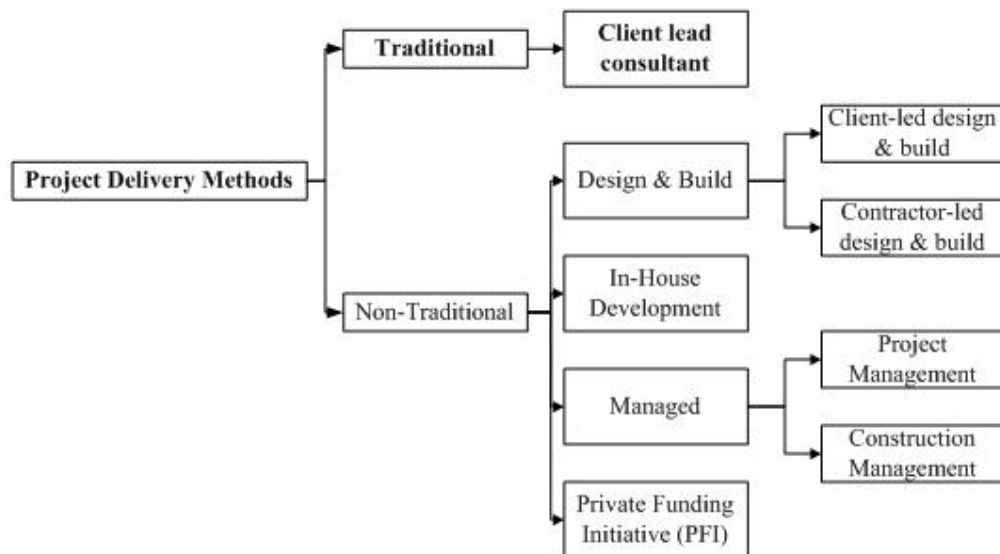 Project Delivery Methods
Traditional
Client lead
consultant
Non-Traditional
Design & Build
Client-led design
& build
Contractor-led
design & build
In-House
Development
Managed
Project
Management
Construction
Management
Private Funding
Initiative (PFI)